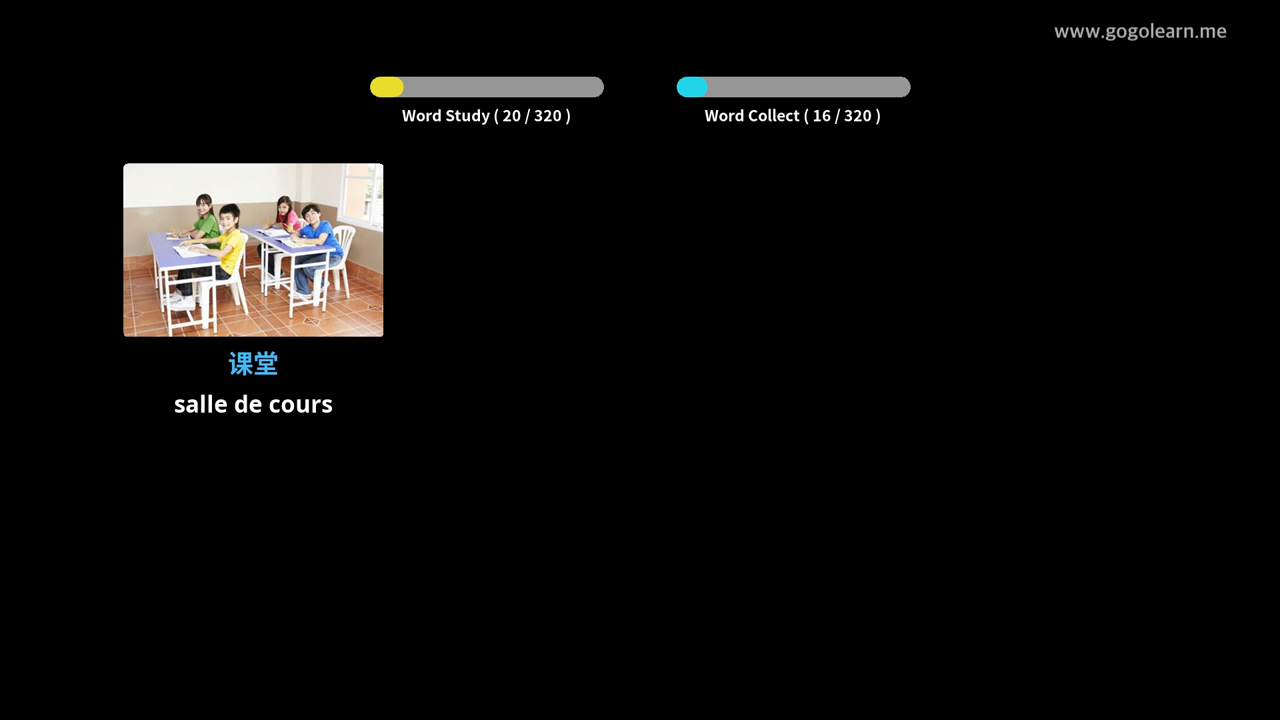 www.gogolearn.me
Word Study ( 20 / 320 )
Word Collect ( 16 / 320 )
课堂
salle de cours